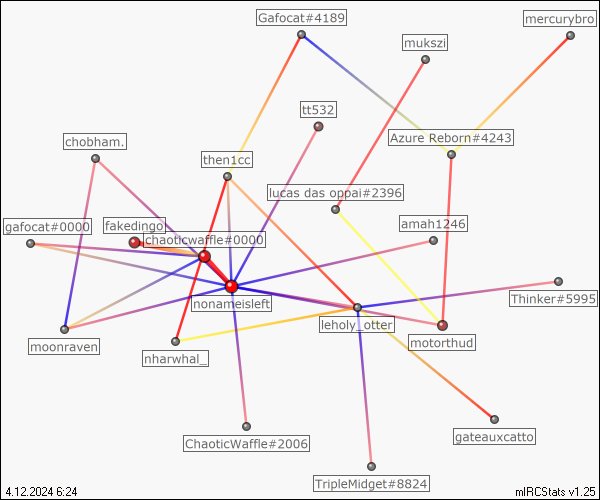 Gafocat#4189
mercurybro
mukszi
tt532
Azure Reborn#4243
chobham.
then1cc
lucas das oppai#2396
gafocat#0000
fakedingo
amah1246
chaoticwaffle#0000
Thinker#5995
nonameisleft
leholy_otter
motorthud
moonraven
nharwhal_
gateauxcatto
ChaoticWaffle#2006
TripleMidget#8824
4.12.2024 6:24
mIRCStats v1.25